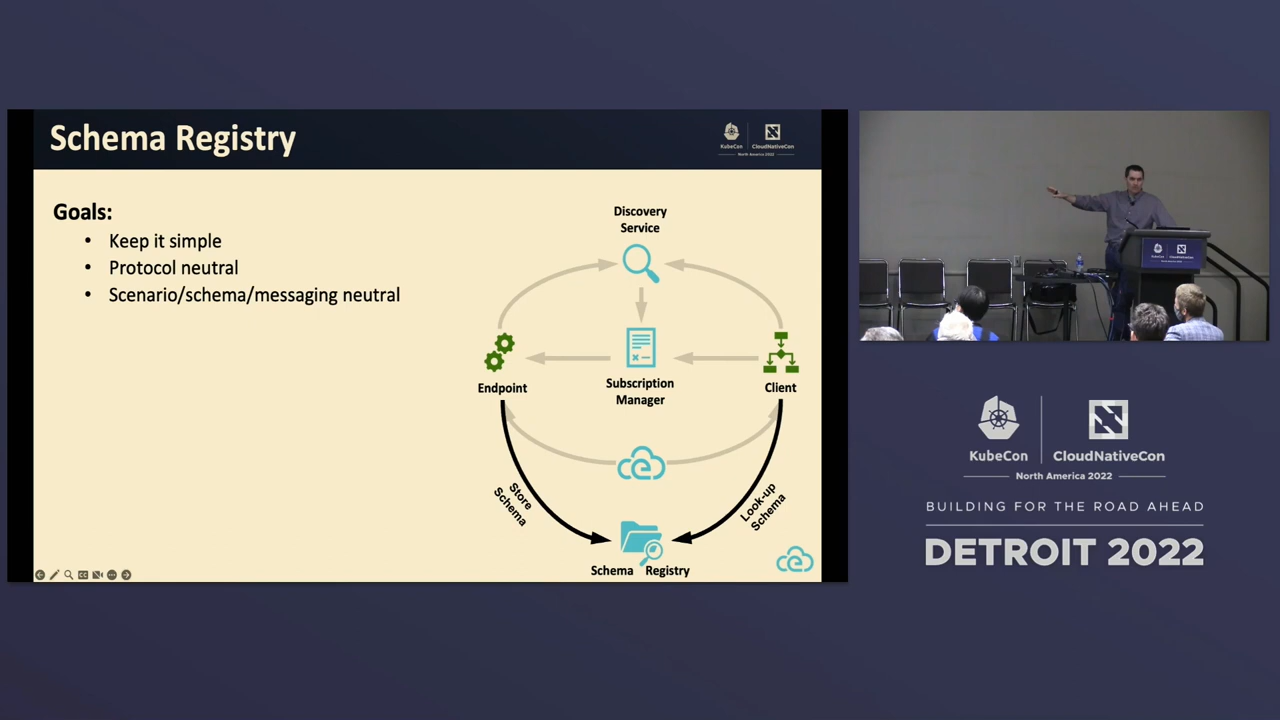 Schema Registry
KubeCon
CloudNativeCon
North America 2022
Goals:
• Keep it simple
• Protocol neutral
• Scenario/schema/messaging neutral
Discovery
Service
Endpoint
Subscription
Manager
Client
Store
Schema
Look-up
Schema
Schema Registry
KubeCon
CloudNativeCon
North America 2022
BUILDING FOR THE ROAD AHEAD
DETROIT 2022